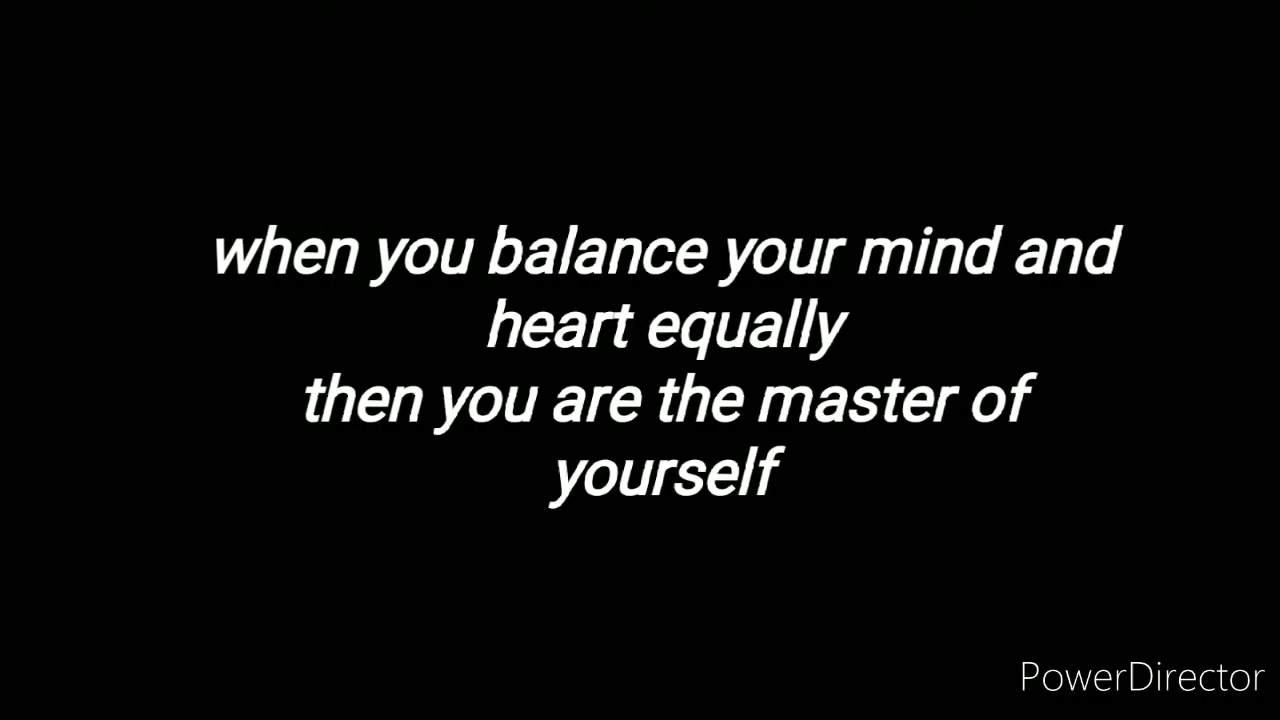 when you balance your mind and
heart equally
then you are the master of
yourself
PowerDirector